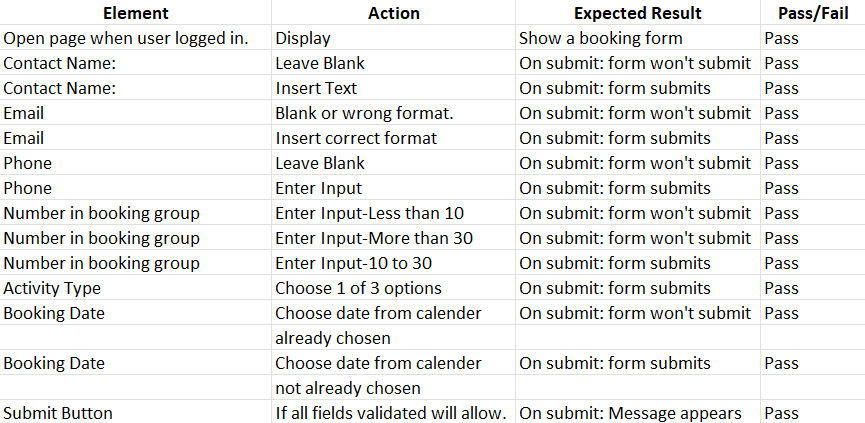 Element Action Expected Result Pass/Fail
Open page when user logged in. Display Show a booking form Pass
Contact Name: Leave Blank On submit: form won't submit Pass
Contact Name: Insert Text On submit: form submits Pass
Email Blank or wrong format. On submit: form won't submit Pass
Email Insert correct format On submit: form submits Pass
Phone Leave Blank On submit: form won't submit Pass
Phone Enter Input On submit: form submits Pass
Number in booking group Enter Input-Less than 10 On submit: form won't submit Pass
Number in booking group Enter Input-More than 30 On submit: form won't submit Pass
Number in booking group Enter Input-10 to 30 On submit: form submits Pass
Activity Type Choose 1 of 3 options On submit: form submits Pass
Booking Date Choose date from calender On submit: form won't submit Pass
already chosen
Booking Date Choose date from calender On submit: form submits Pass
not already chosen
Submit Button If all fields validated will allow. On submit: Message appears Pass